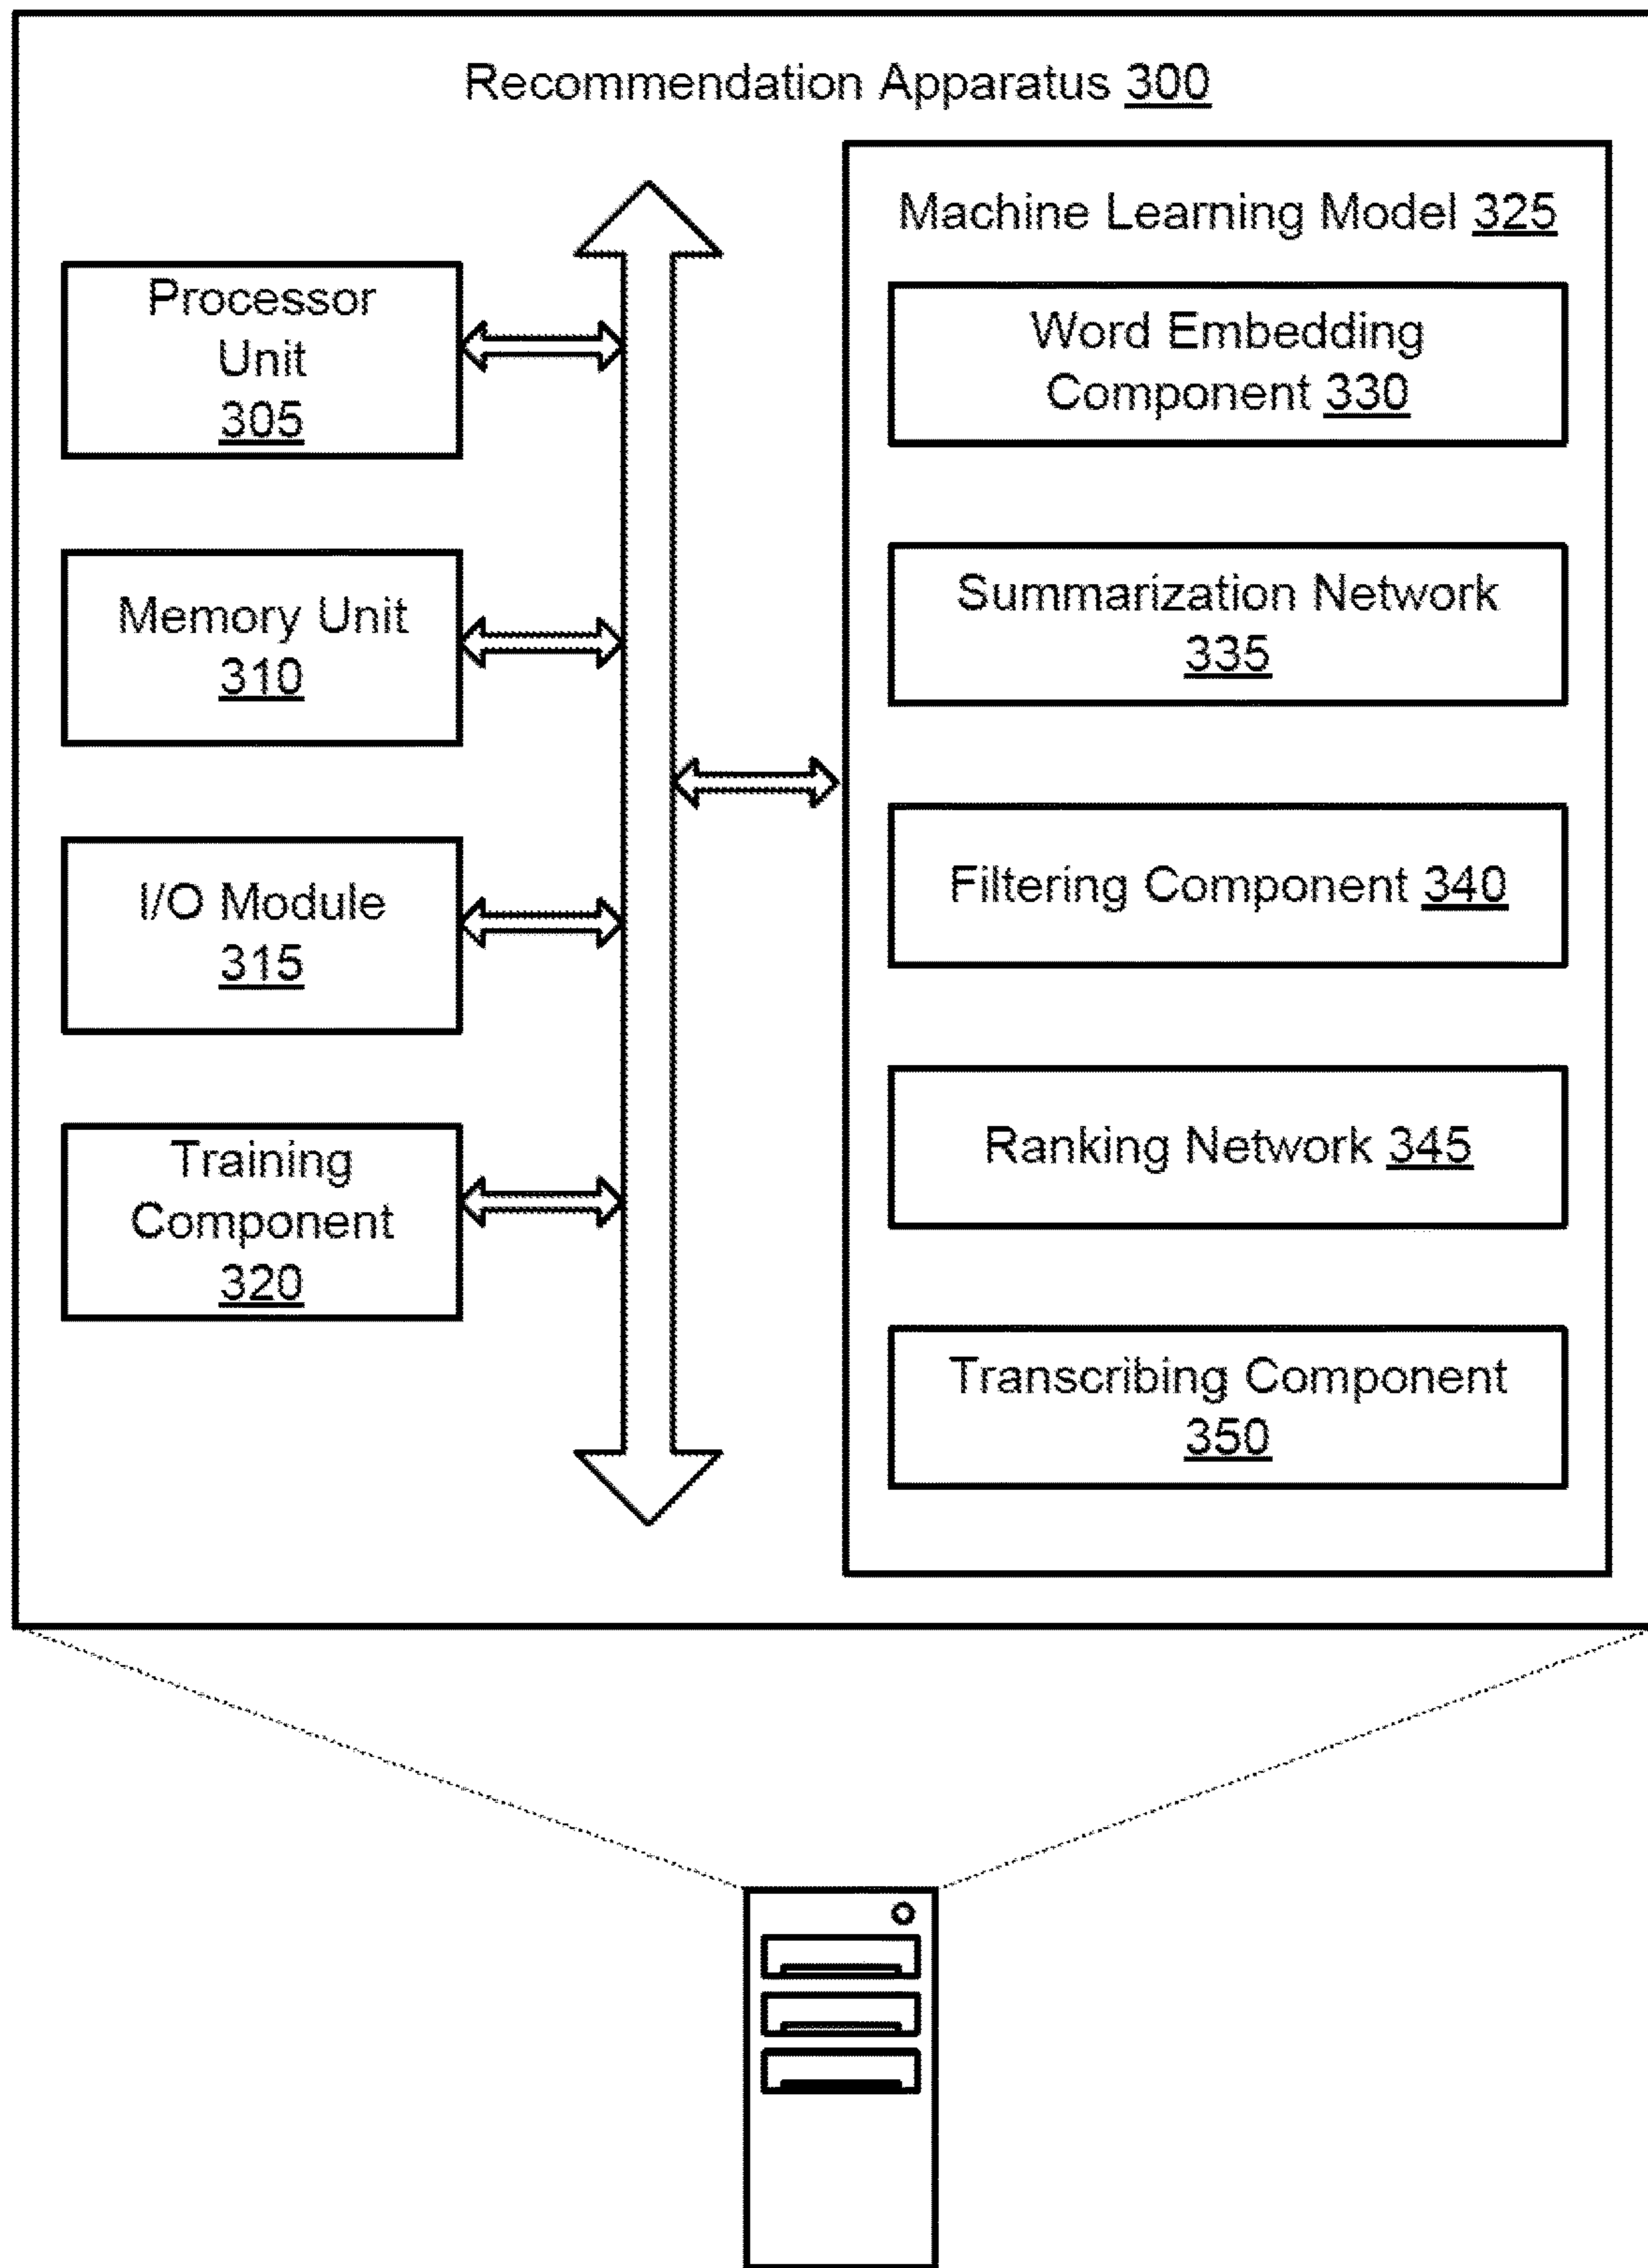 Recommendation Apparatus 300
Processor
Unit
305
Memory Unit
310
I/O Module
315
Training
Component
320
Machine Learning Model 325
Word Embedding
Component 330
Summarization Network
335
Filtering Component 340
Ranking Network 345
Transcribing Component
350